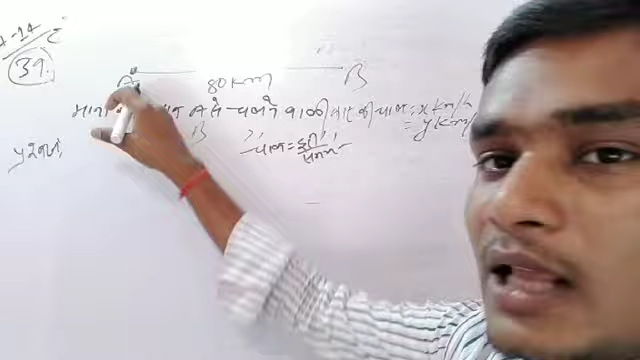 39.
A 80 km B
माना स्थान A से चलने वाली कार की चाल = x km/h
B " " = y km/h
प्रश्न से, चाल = दूरी/समय